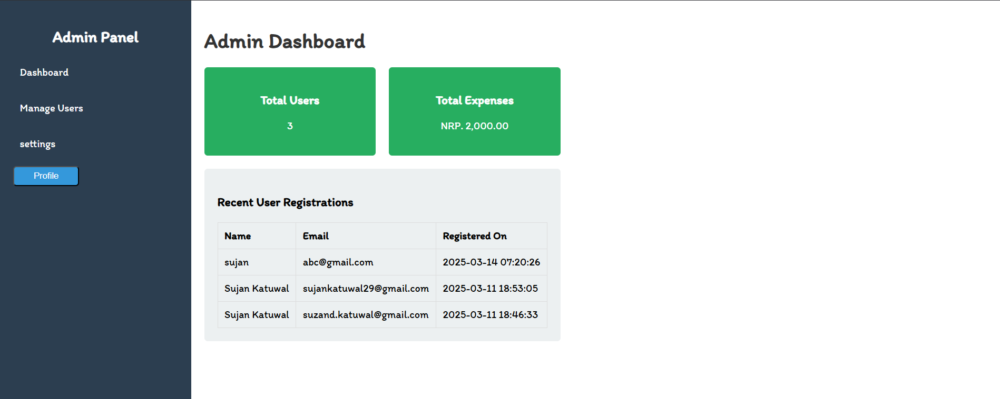 Admin Panel
Dashboard
Manage Users
settings
Profile
Admin Dashboard
Total Users
3
Total Expenses
NRP. 2,000.00
Recent User Registrations
Name Email Registered On
sujan abc@gmail.com 2025-03-14 07:20:26
Sujan Katuwal sujankatuwal29@gmail.com 2025-03-11 18:53:05
Sujan Katuwal suzand.katuwal@gmail.com 2025-03-11 18:46:33